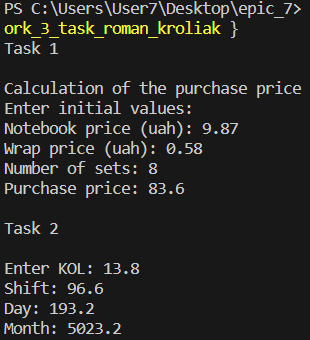 PS C:\Users\User7\Desktop\epic_7>
ork_3_task_roman_kroliak }
Task 1
Calculation of the purchase price
Enter initial values:
Notebook price (uah): 9.87
Wrap price (uah): 0.58
Number of sets: 8
Purchase price: 83.6
Task 2
Enter KOL: 13.8
Shift: 96.6
Day: 193.2
Month: 5023.2